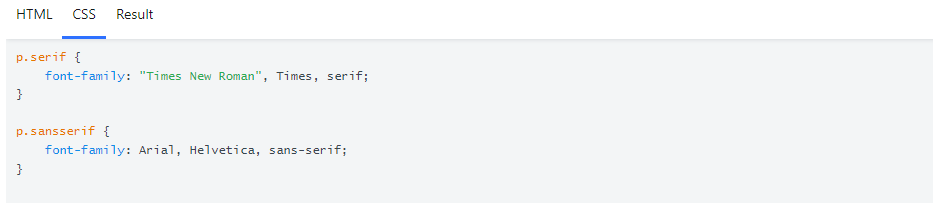 HTML CSS Result
p.serif {
    font-family: "Times New Roman", Times, serif;
}
p.sansserif {
    font-family: Arial, Helvetica, sans-serif;
}